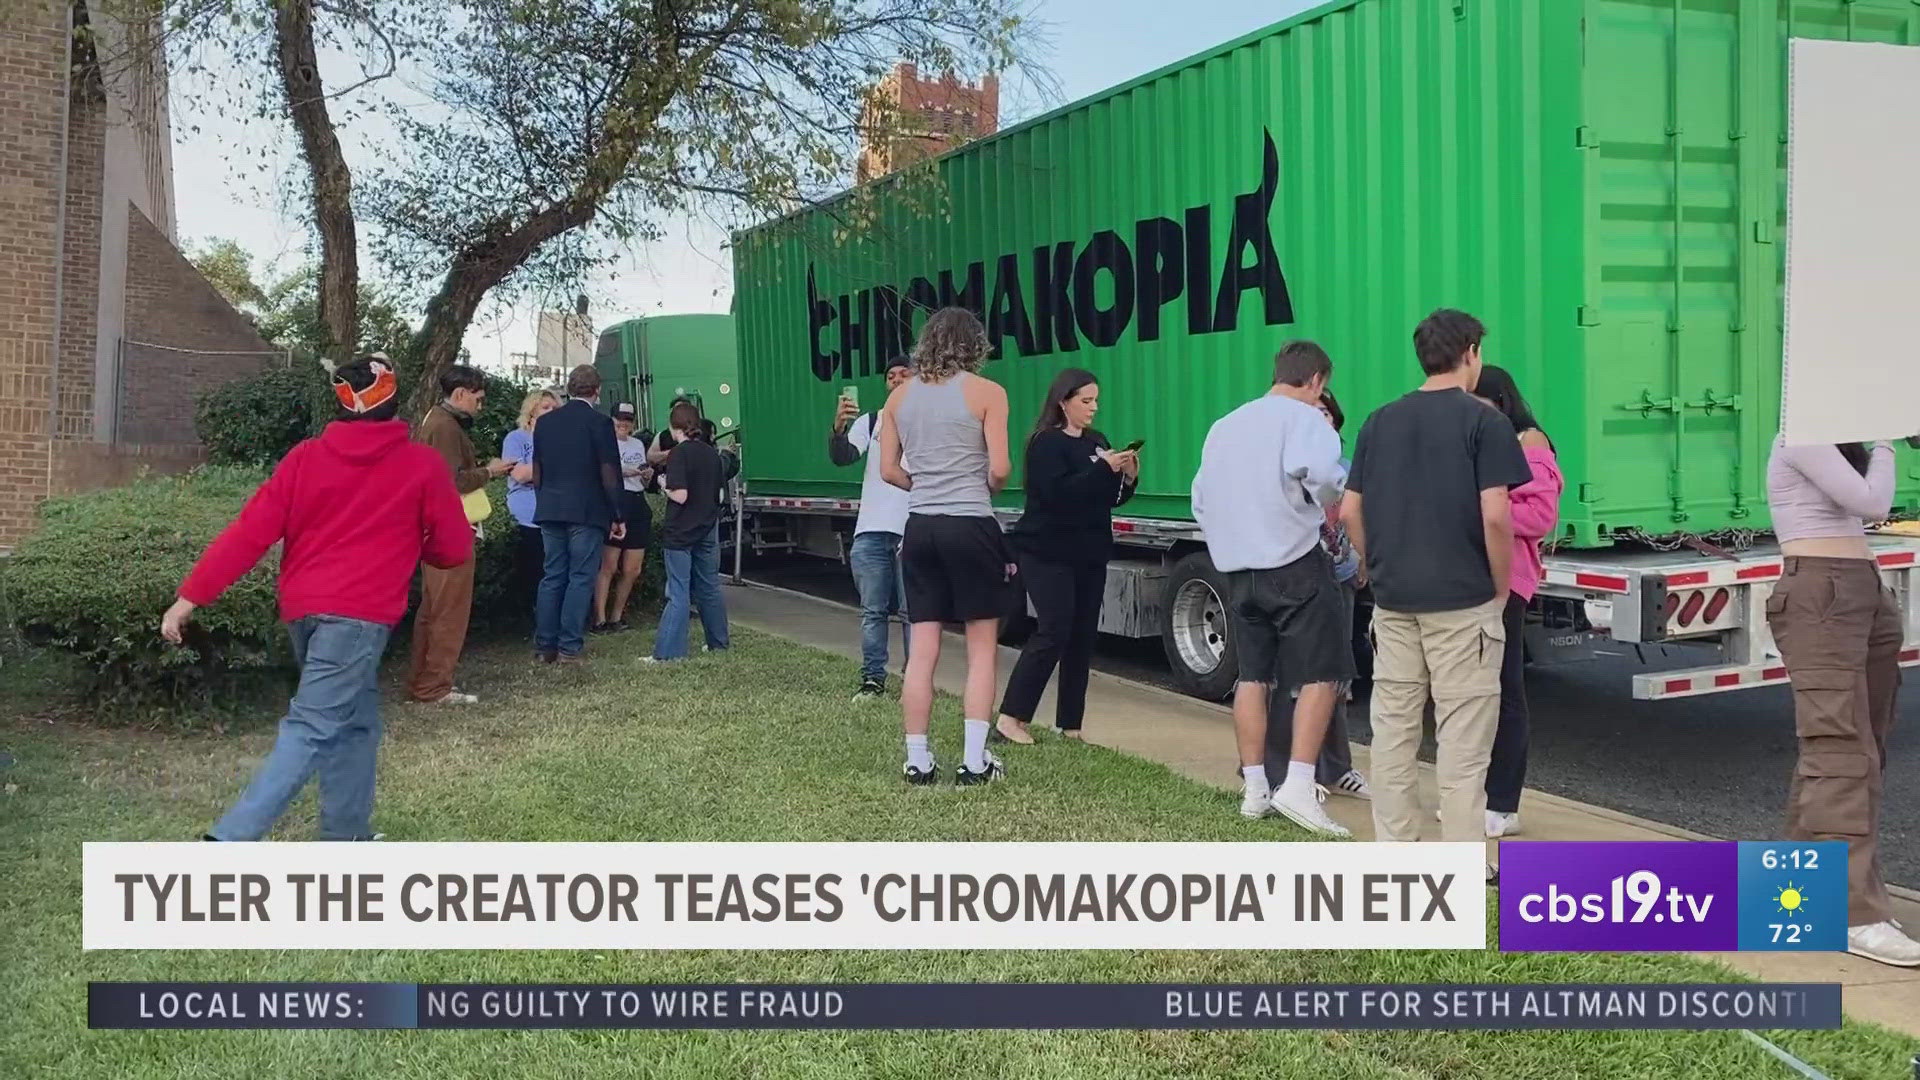 CHROMAKOPIA
NSON
TYLER THE CREATOR TEASES 'CHROMAKOPIA' IN ETX
cbs19.tv
6:12
72°
LOCAL NEWS: NG GUILTY TO WIRE FRAUD BLUE ALERT FOR SETH ALTMAN DISCONTI